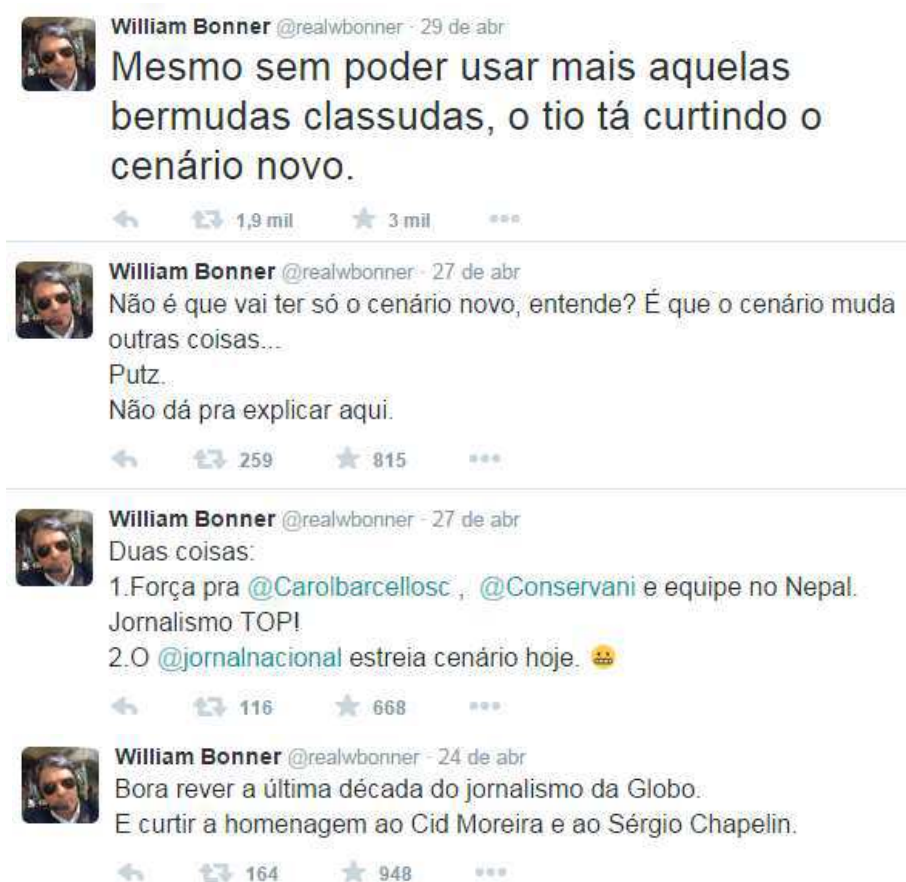 William Bonner @realwbonner · 29 de abr
Mesmo sem poder usar mais aquelas
bermudas classudas, o tio tá curtindo o
cenário novo.
1,9 mil 3 mil
William Bonner @realwbonner · 27 de abr
Não é que vai ter só o cenário novo, entende? É que o cenário muda
outras coisas...
Putz.
Não dá pra explicar aqui.
259 815
William Bonner @realwbonner · 27 de abr
Duas coisas:
1.Força pra @Carolbarcellosc , @Conservani e equipe no Nepal.
Jornalismo TOP!
2.O @jornalnacional estreia cenário hoje. 😬
116 668
William Bonner @realwbonner · 24 de abr
Bora rever a última década do jornalismo da Globo.
E curtir a homenagem ao Cid Moreira e ao Sérgio Chapelin.
164 948